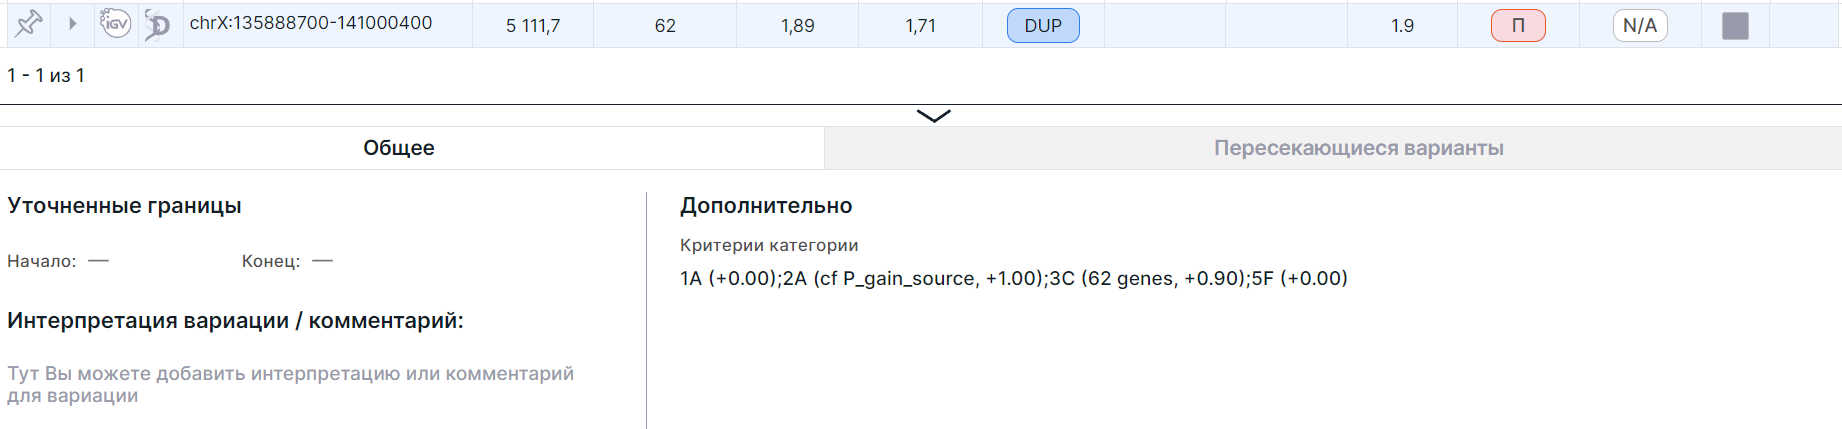 IGV D chrX:135888700-141000400 5 111,7 62 1,89 1,71 DUP 1.9 П N/A
1 - 1 из 1
Общее Пересекающиеся варианты
Уточненные границы
Начало: — Конец: —
Интерпретация вариации / комментарий:
Тут Вы можете добавить интерпретацию или комментарий
для вариации
Дополнительно
Критерии категории
1A (+0.00);2A (cf P_gain_source, +1.00);3C (62 genes, +0.90);5F (+0.00)